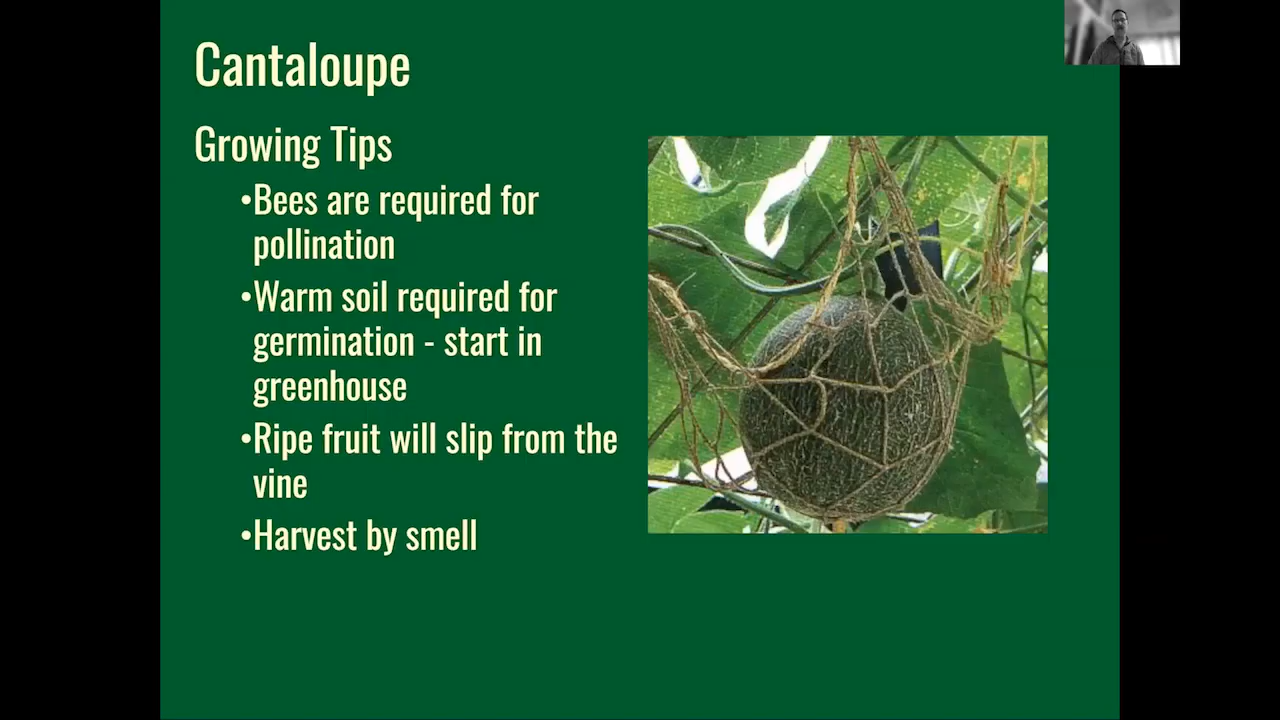 Cantaloupe
Growing Tips
•Bees are required for
pollination
•Warm soil required for
germination - start in
greenhouse
•Ripe fruit will slip from the
vine
•Harvest by smell